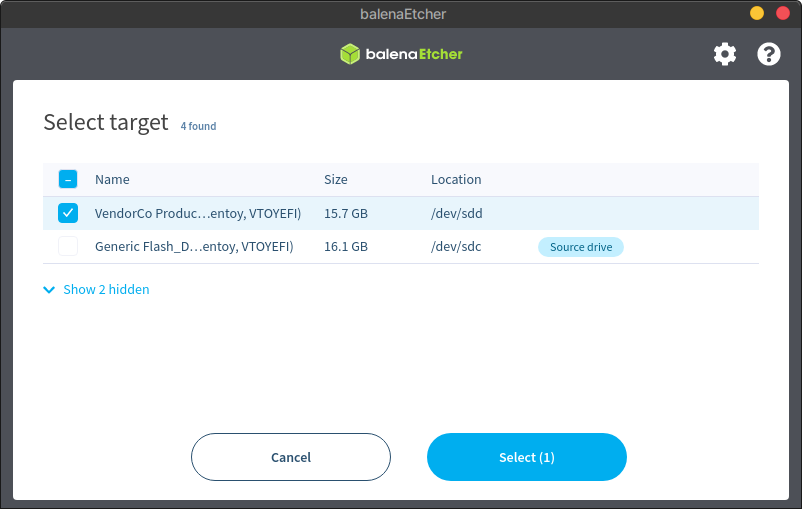 balenaEtcher
balenaEtcher
Select target 4 found
Name Size Location
VendorCo Produc...entoy, VTOYEFI) 15.7 GB /dev/sdd
Generic Flash_D...entoy, VTOYEFI) 16.1 GB /dev/sdc Source drive
Show 2 hidden
Cancel Select (1)